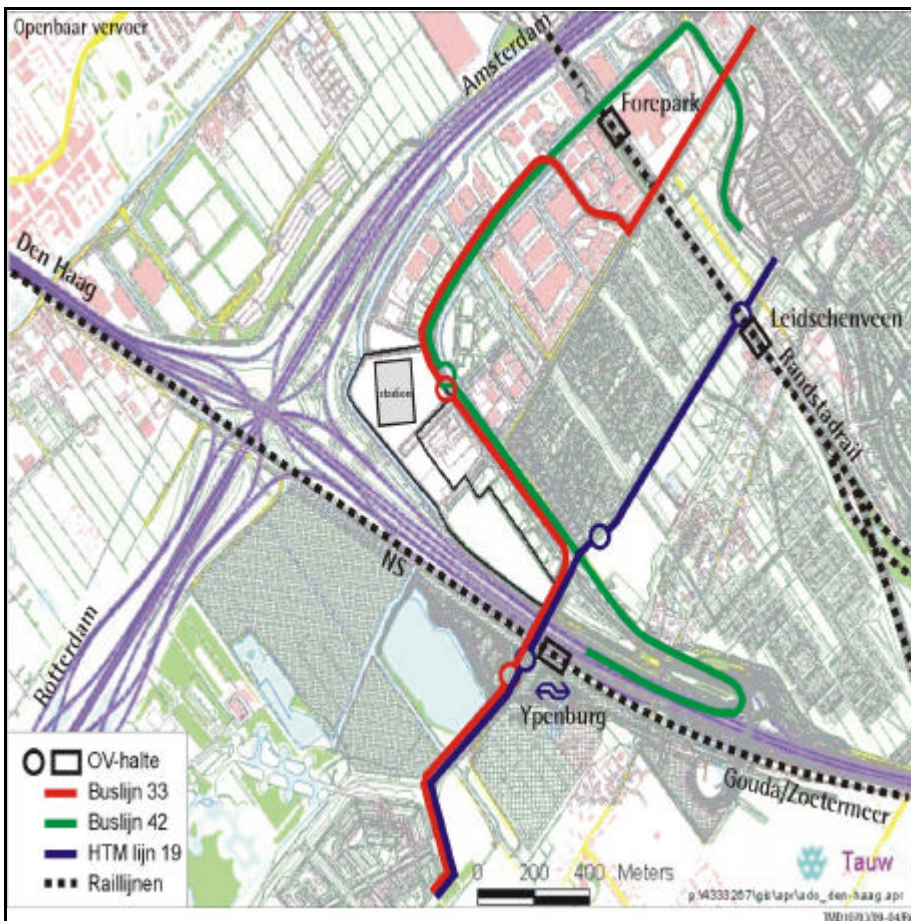 Openbaar vervoer
Amsterdam
Forepark
Den Haag
stadion
Leidschenveen
Randstadrail
NS
Rotterdam
Ypenburg
Gouda/Zoetermeer
OV-halte
Buslijn 33
Buslijn 42
HTM lijn 19
Raillijnen
0 200 400 Meters
Tauw